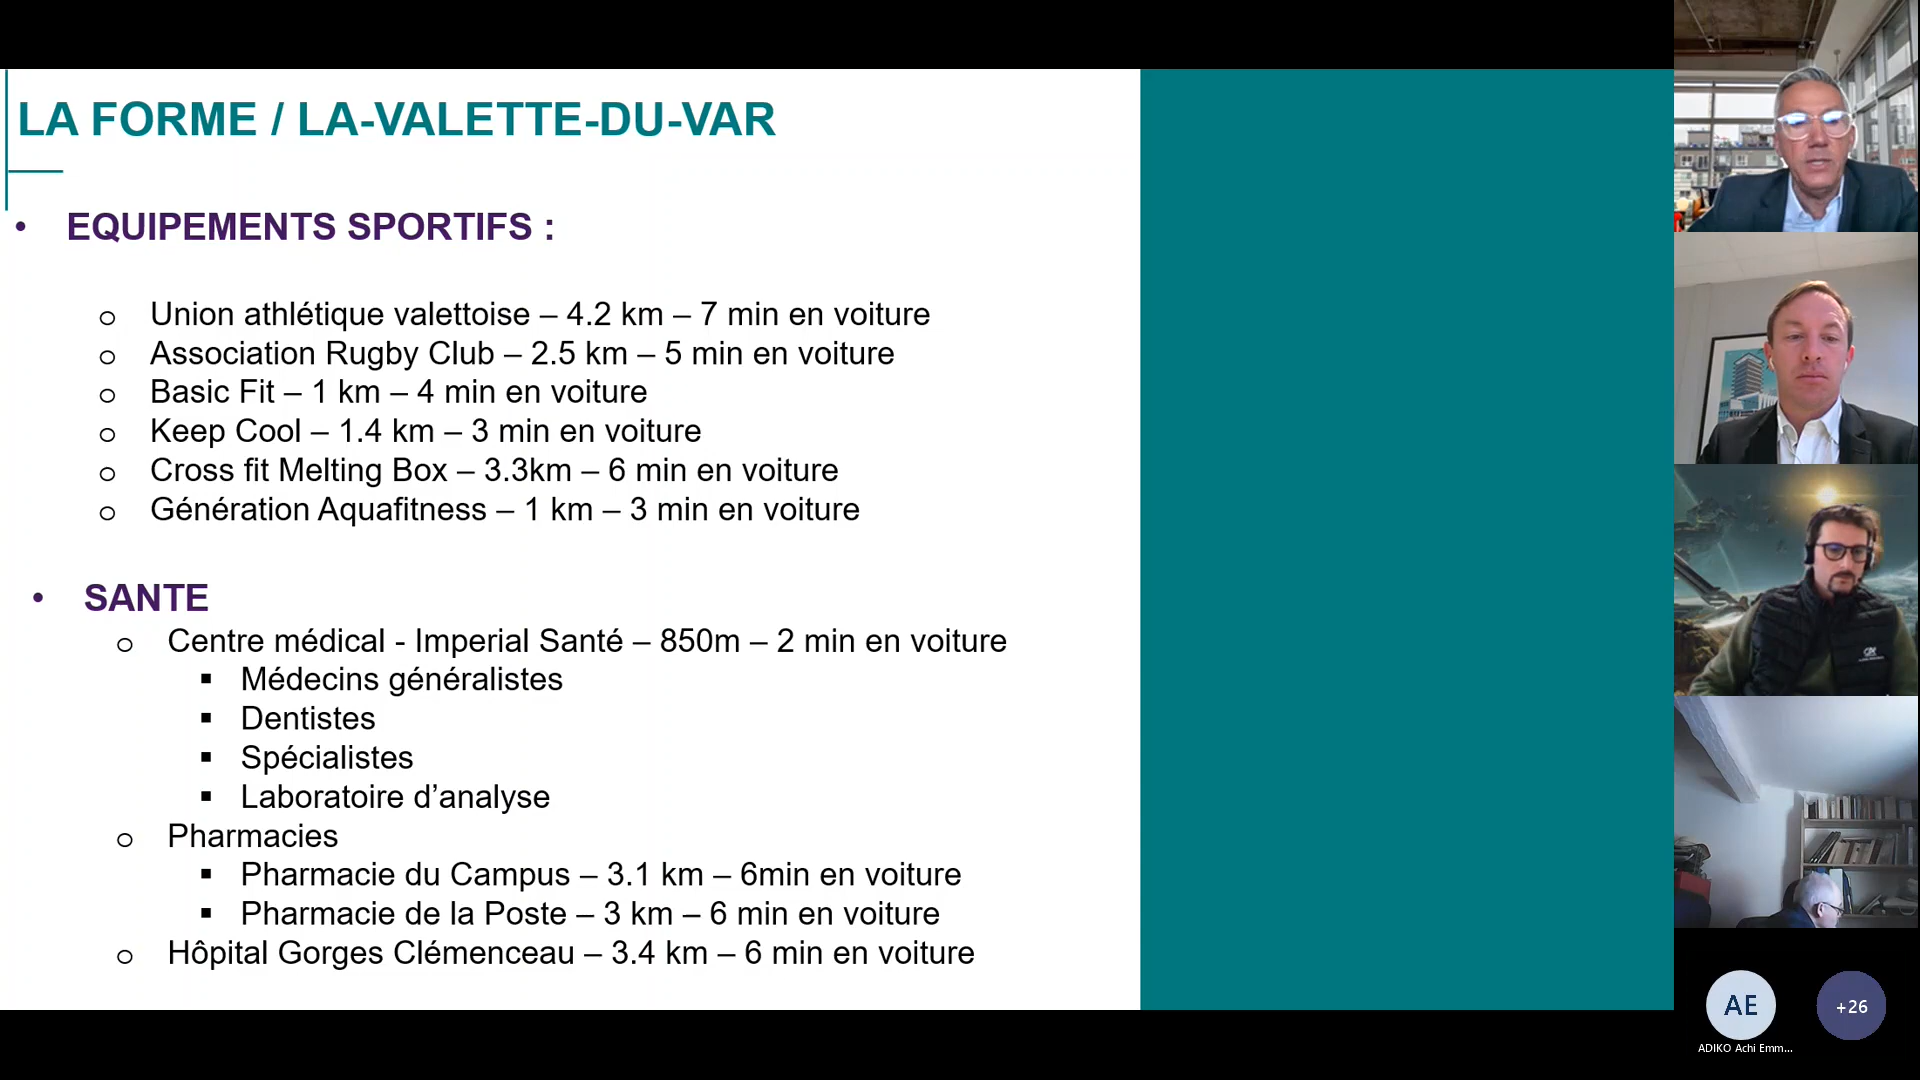 LA FORME / LA-VALETTE-DU-VAR
• EQUIPEMENTS SPORTIFS :
o Union athlétique valettoise – 4.2 km – 7 min en voiture
o Association Rugby Club – 2.5 km – 5 min en voiture
o Basic Fit – 1 km – 4 min en voiture
o Keep Cool – 1.4 km – 3 min en voiture
o Cross fit Melting Box – 3.3km – 6 min en voiture
o Génération Aquafitness – 1 km – 3 min en voiture
• SANTE
o Centre médical - Imperial Santé – 850m – 2 min en voiture
▪ Médecins généralistes
▪ Dentistes
▪ Spécialistes
▪ Laboratoire d’analyse
o Pharmacies
▪ Pharmacie du Campus – 3.1 km – 6min en voiture
▪ Pharmacie de la Poste – 3 km – 6 min en voiture
o Hôpital Gorges Clémenceau – 3.4 km – 6 min en voiture
AE
+26
ADIKO Achi Emm...